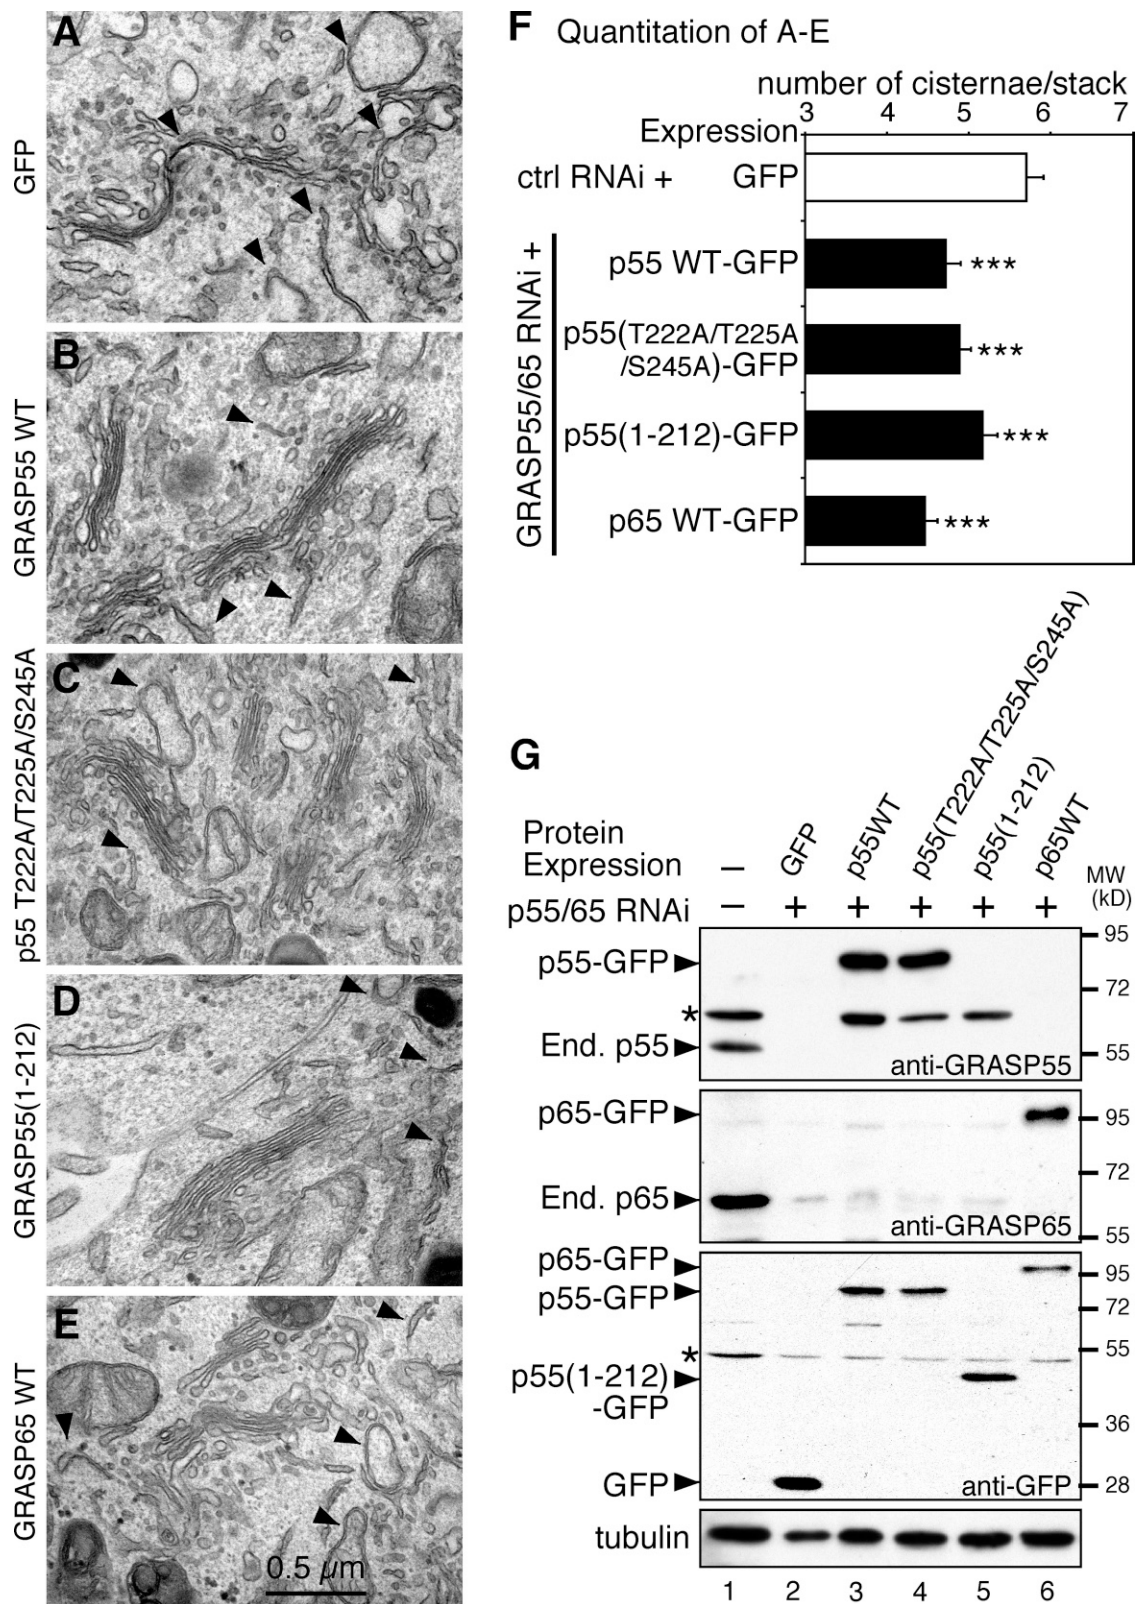 A
GFP
B
GRASP55 WT
C
p55 T222A/T225A/S245A
D
GRASP55(1-212)
E
GRASP65 WT
0.5 µm
F Quantitation of A-E
number of cisternae/stack
3 4 5 6 7
Expression
ctrl RNAi + GFP
GRASP55/65 RNAi +
p55 WT-GFP ***
p55(T222A/T225A
/S245A)-GFP ***
p55(1-212)-GFP ***
p65 WT-GFP ***
G
Protein
Expression
– GFP p55WT p55(T222A/T225A/S245A) p55(1-212) p65WT
MW
(kD)
p55/65 RNAi – + + + + +
p55-GFP
*
End. p55
95
72
55
anti-GRASP55
p65-GFP
End. p65
95
72
55
anti-GRASP65
p65-GFP
p55-GFP
*
p55(1-212)
-GFP
GFP
95
72
55
36
28
anti-GFP
tubulin
1 2 3 4 5 6